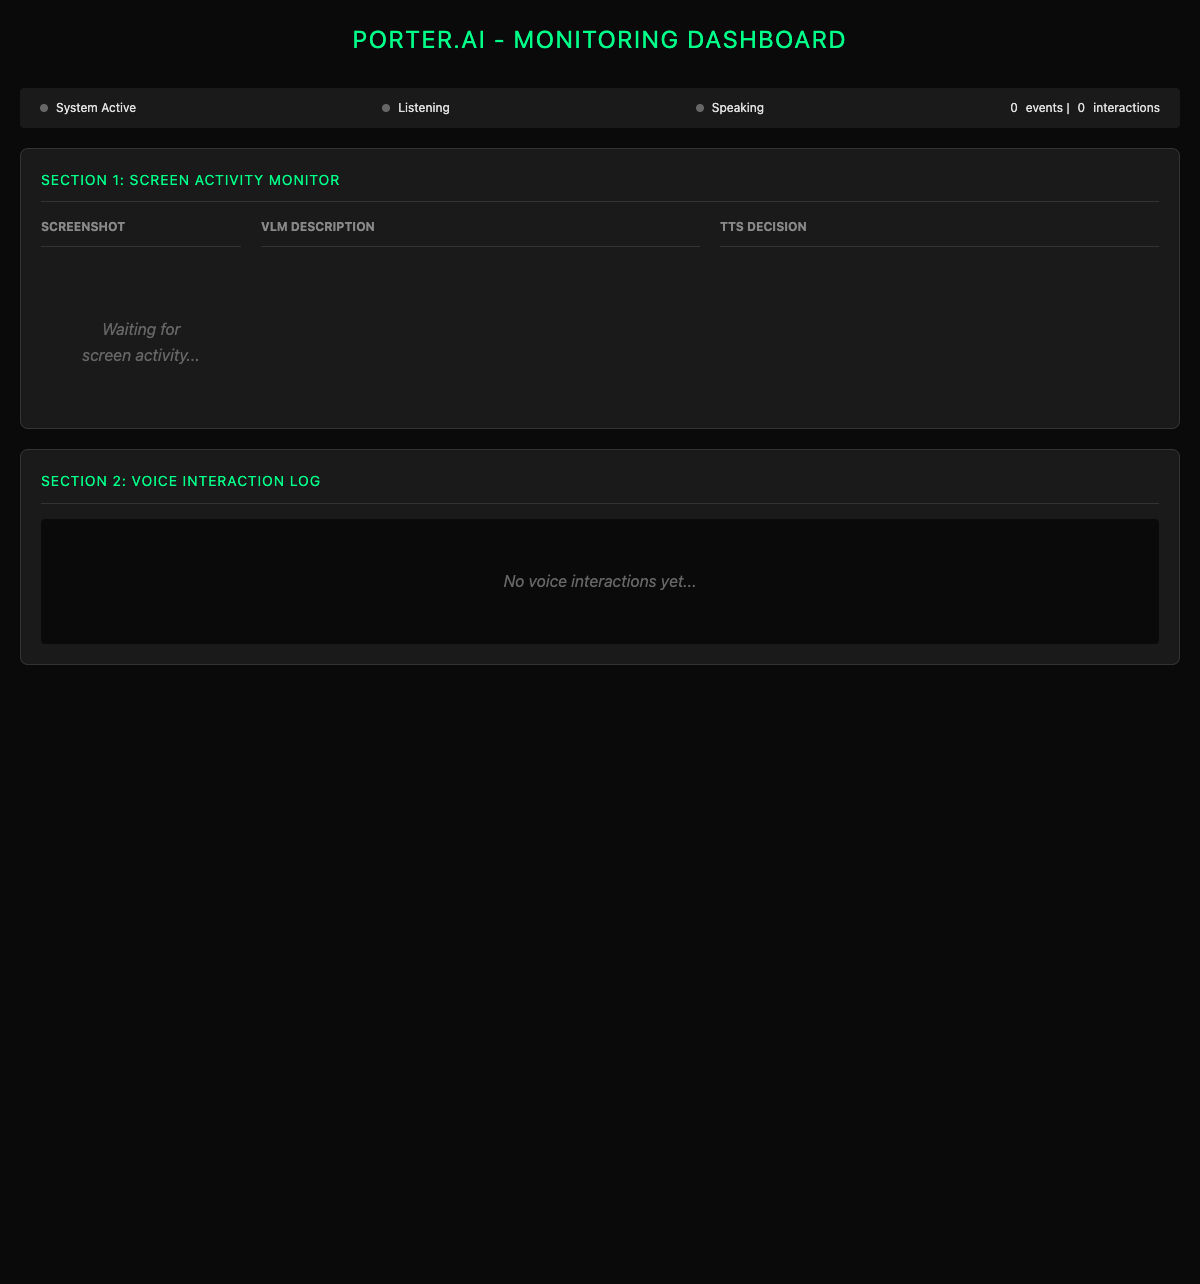 PORTER.AI - MONITORING DASHBOARD
System Active Listening Speaking 0 events | 0 interactions
SECTION 1: SCREEN ACTIVITY MONITOR
SCREENSHOT VLM DESCRIPTION TTS DECISION
Waiting for
screen activity...
SECTION 2: VOICE INTERACTION LOG
No voice interactions yet...